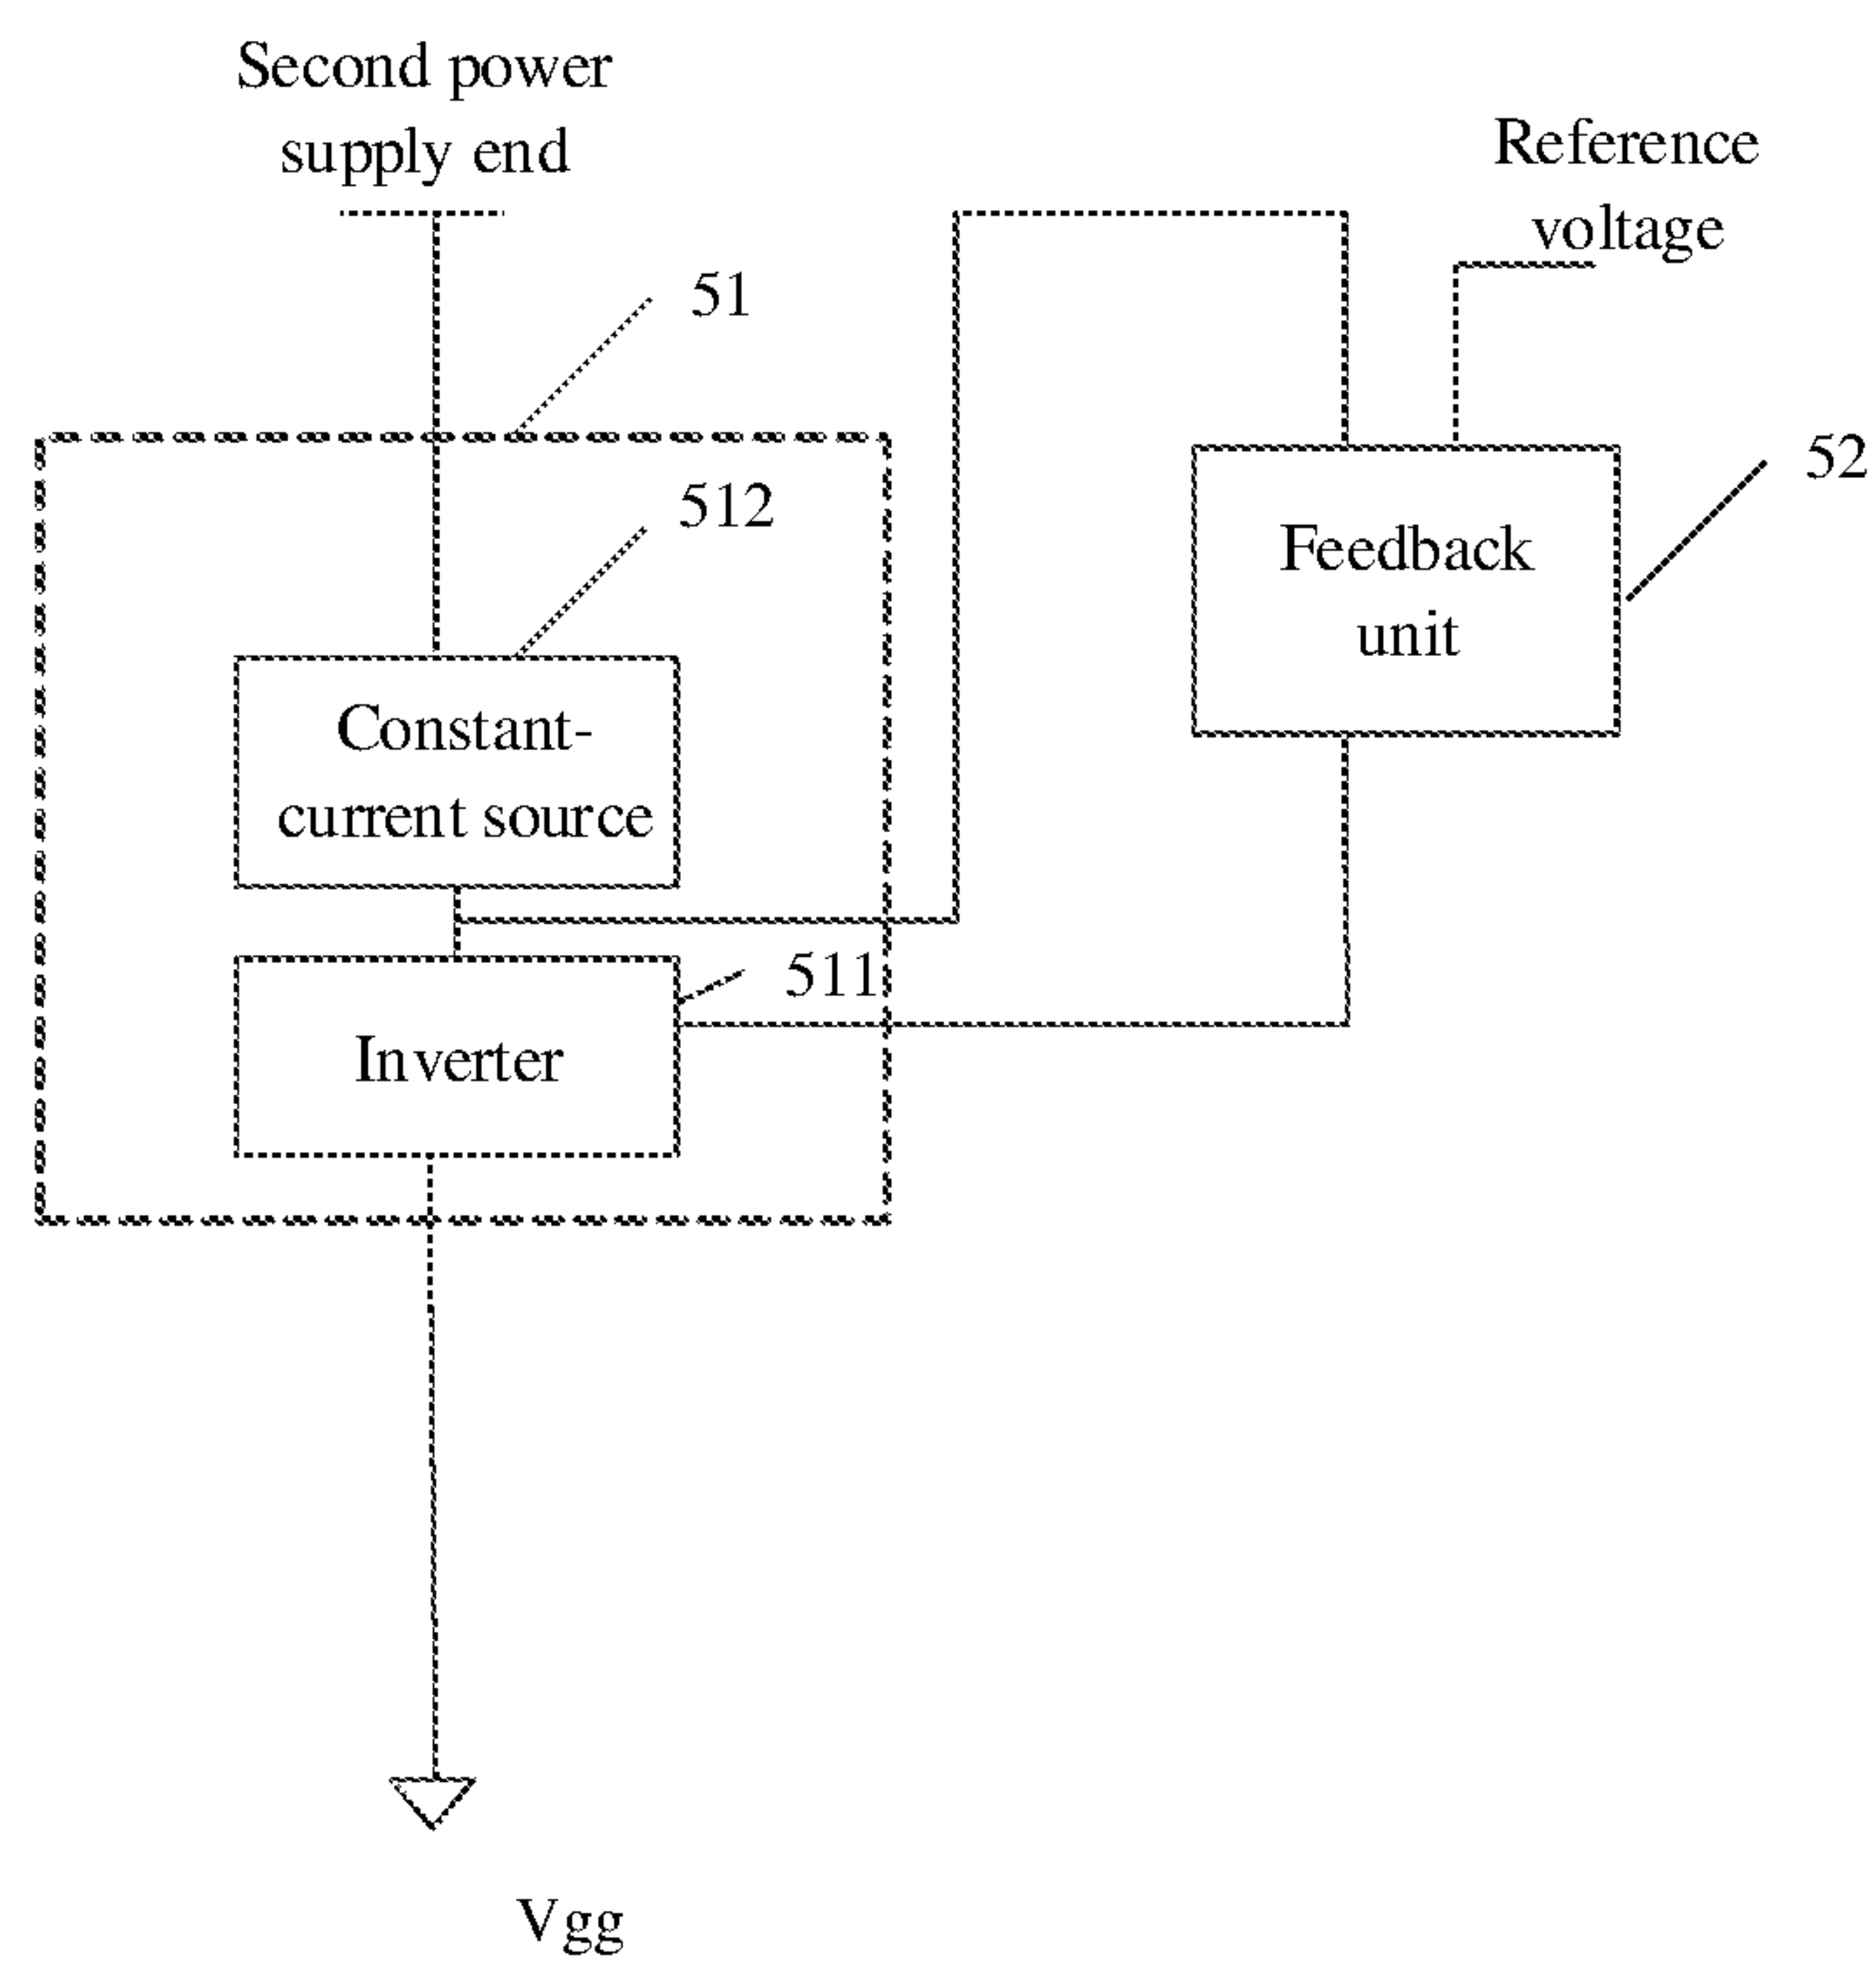 Second power
supply end
Reference
voltage
51
52
512
Feedback
unit
Constant-
current source
511
Inverter
Vgg